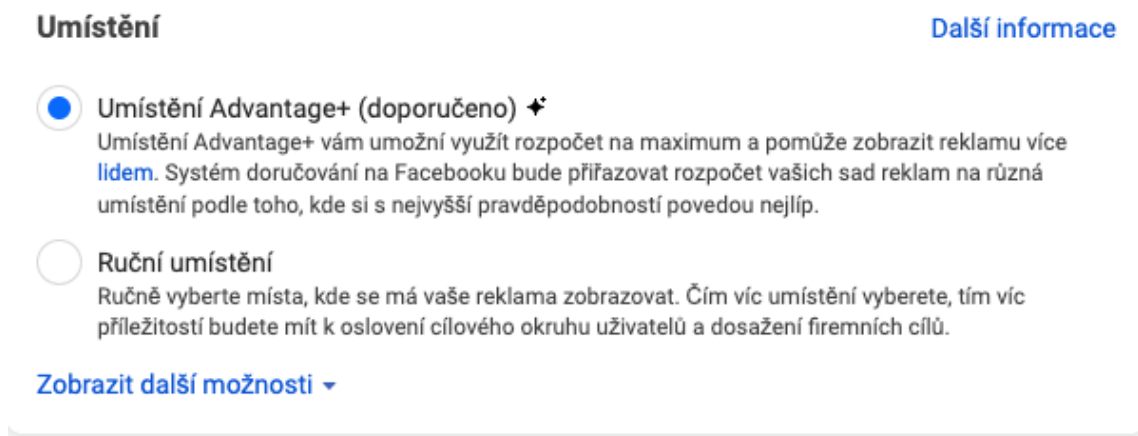 Umístění
Další informace
Umístění Advantage+ (doporučeno)
Umístění Advantage+ vám umožní využít rozpočet na maximum a pomůže zobrazit reklamu více
lidem. Systém doručování na Facebooku bude přiřazovat rozpočet vašich sad reklam na různá
umístění podle toho, kde si s nejvyšší pravděpodobností povedou nejlíp.
Ruční umístění
Ručně vyberte místa, kde se má vaše reklama zobrazovat. Čím víc umístění vyberete, tím víc
příležitostí budete mít k oslovení cílového okruhu uživatelů a dosažení firemních cílů.
Zobrazit další možnosti